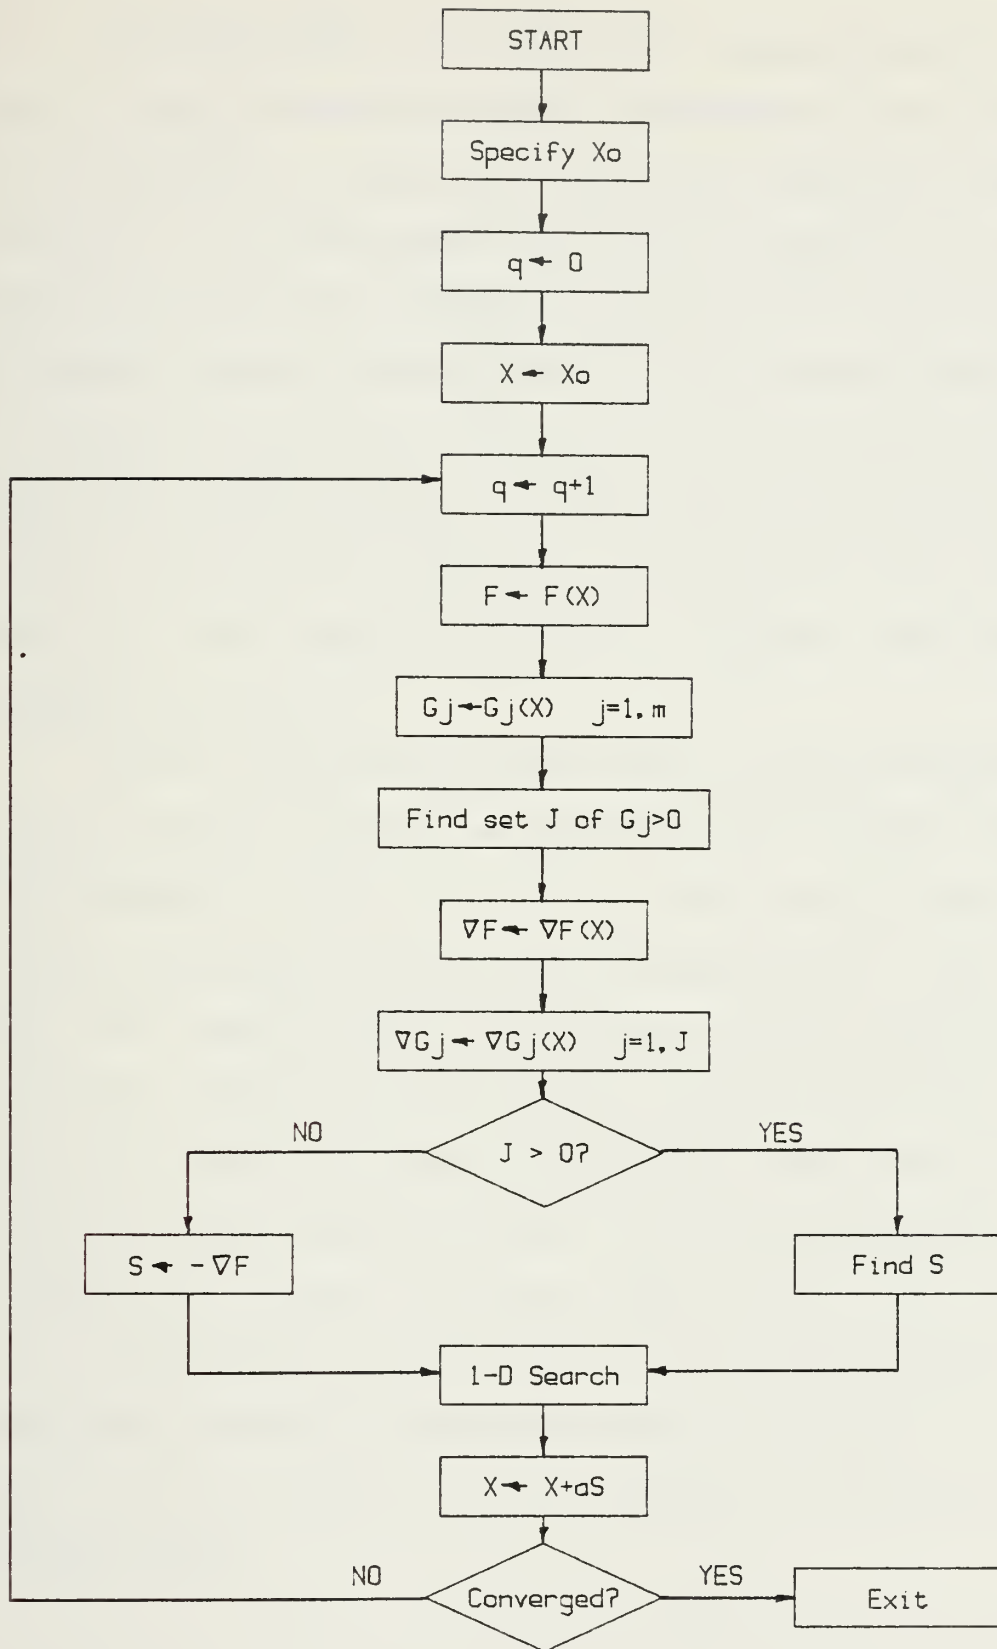 START
Specify Xo
q← 0
X← Xo
q← q+1
F← F(X)
Gj←Gj(X) j=1,m
Find set J of Gj>0
∇F← ∇F(X)
∇Gj← ∇Gj(X) j=1,J
NO
J > 0?
YES
S← -∇F
Find S
1-D Search
X← X+aS
NO
Converged?
YES
Exit